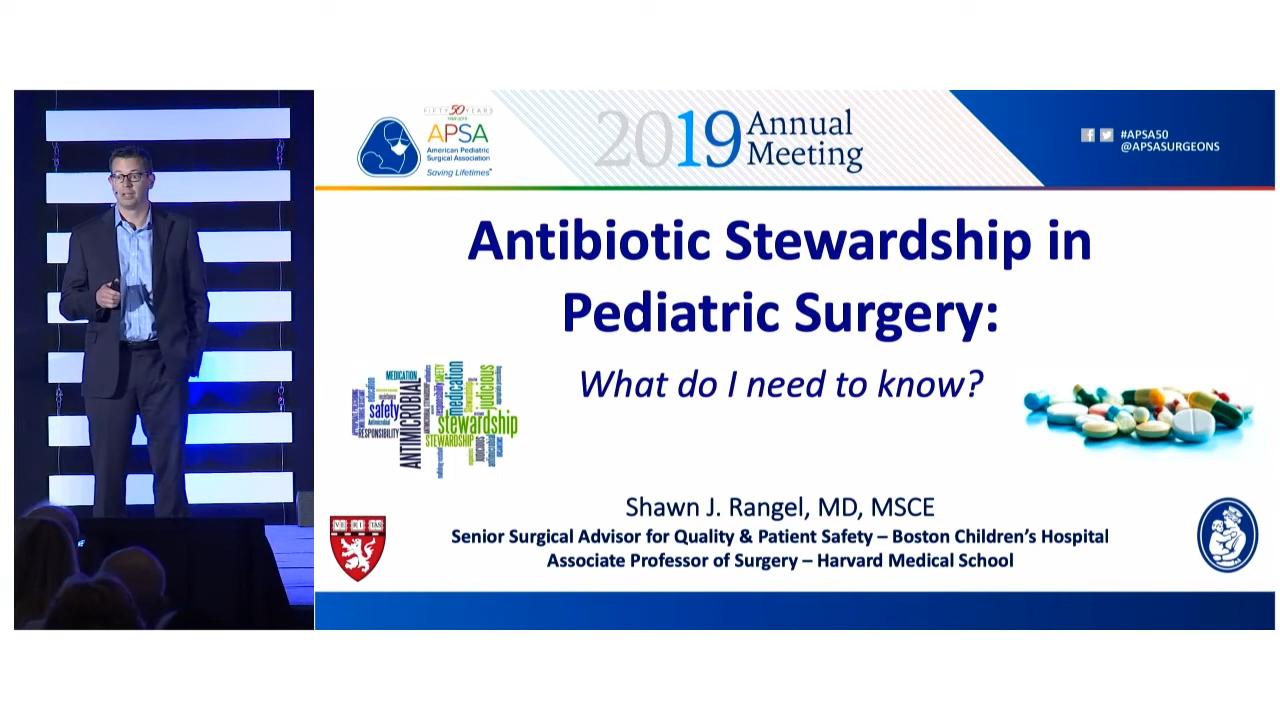 FIFTY 50 YEARS
APSA
American Pediatric
Surgical Association
Saving Lifetimes
2019 Annual
Meeting
#APSA50
@APSASURGEONS
Antibiotic Stewardship in
Pediatric Surgery:
What do I need to know?
MEDICATION
education
safety
Antimicrobial
RESPONSIBILITY
ANTIMICROBIAL
SAFETY
medication
judicious
stewardship
STEWARDSHIP
Shawn J. Rangel, MD, MSCE
Senior Surgical Advisor for Quality & Patient Safety – Boston Children's Hospital
Associate Professor of Surgery – Harvard Medical School
VE RI TAS